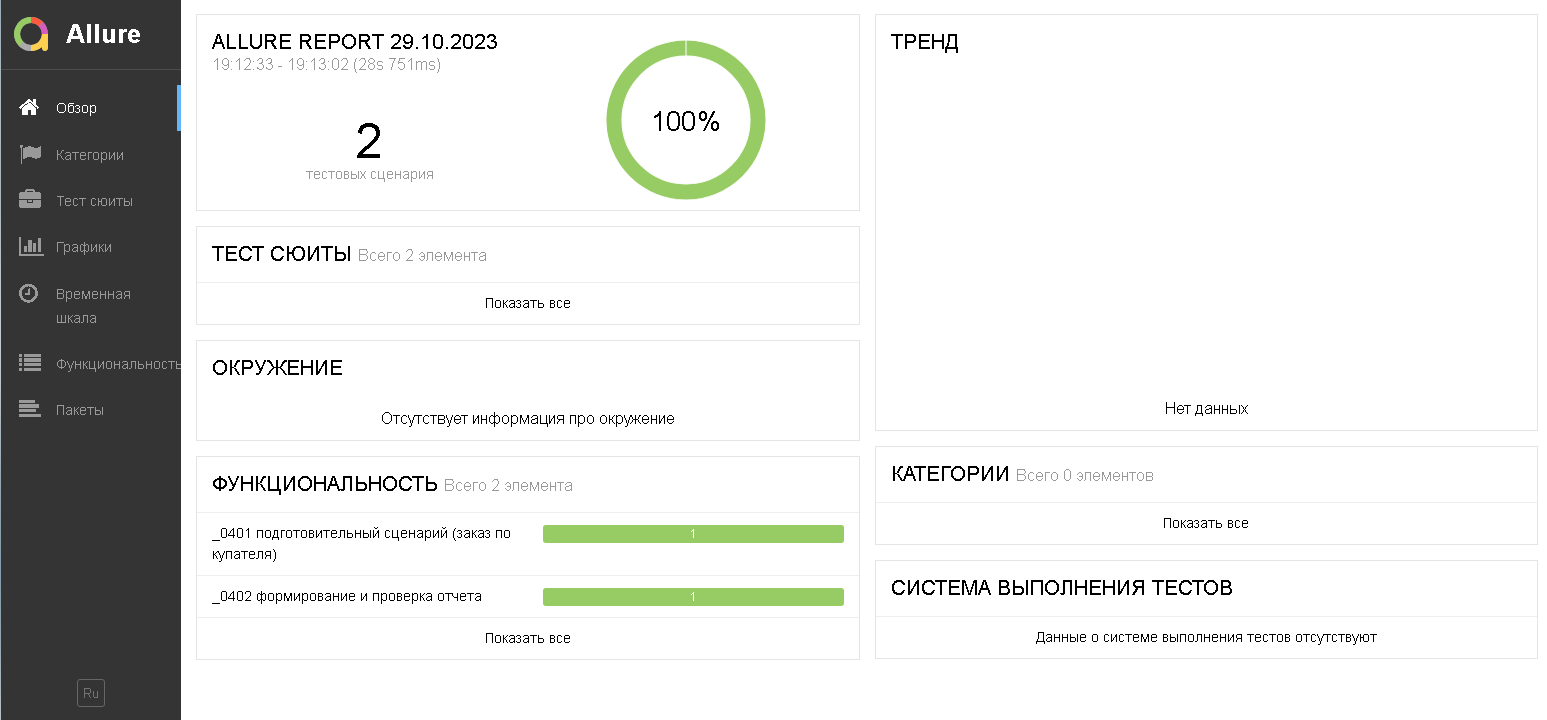 Allure
Обзор
Категории
Тест сюиты
Графики
Временная
шкала
Функциональность
Пакеты
Ru
ALLURE REPORT 29.10.2023
19:12:33 - 19:13:02 (28s 751ms)
2
тестовых сценария
100%
ТЕСТ СЮИТЫ Всего 2 элемента
Показать все
ОКРУЖЕНИЕ
Отсутствует информация про окружение
ФУНКЦИОНАЛЬНОСТЬ Всего 2 элемента
_0401 подготовительный сценарий (заказ по
купателя)
1
_0402 формирование и проверка отчета
1
Показать все
ТРЕНД
Нет данных
КАТЕГОРИИ Всего 0 элементов
Показать все
СИСТЕМА ВЫПОЛНЕНИЯ ТЕСТОВ
Данные о системе выполнения тестов отсутствуют